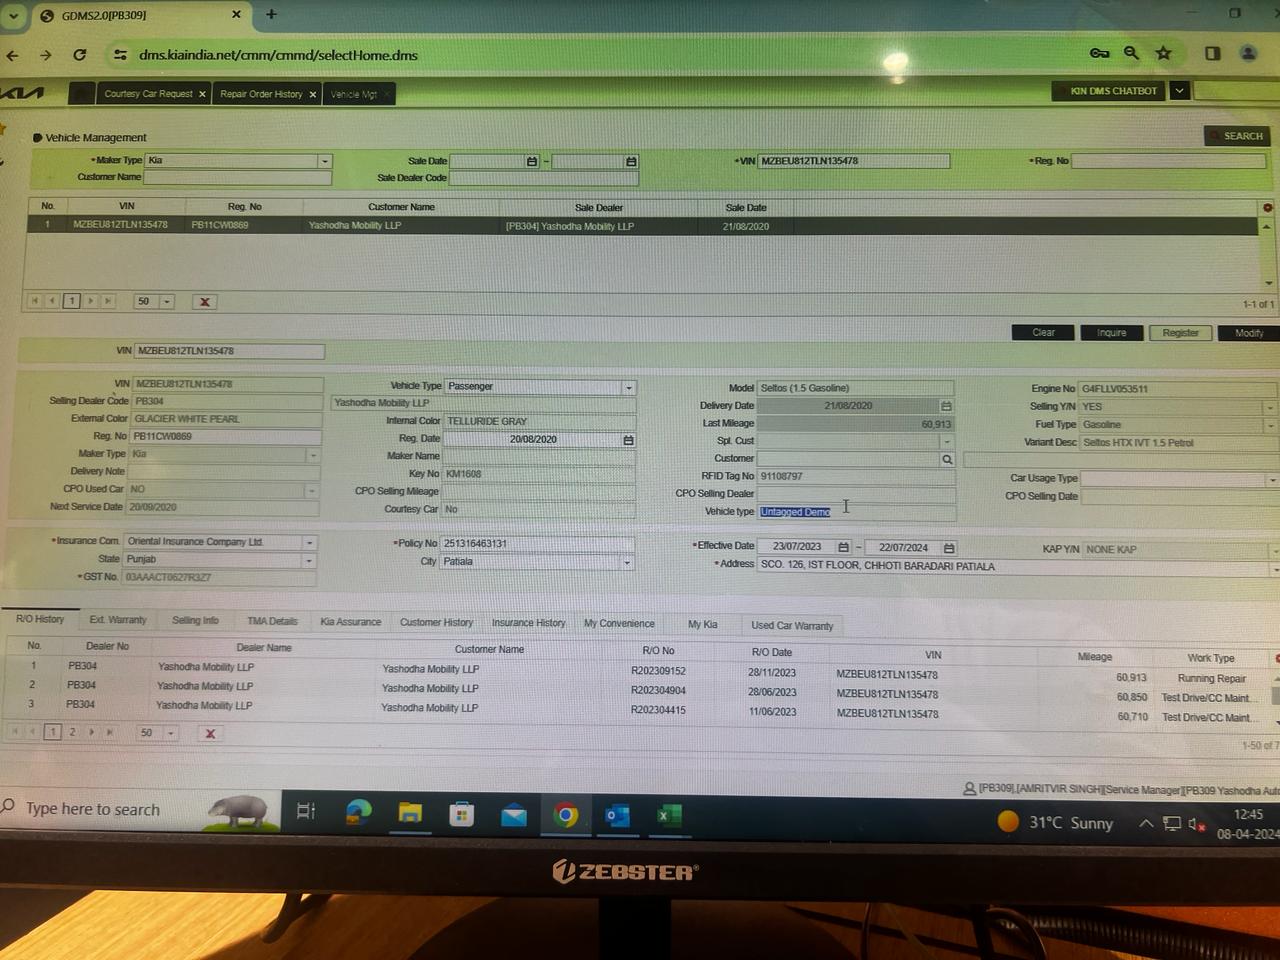 GDMS2.0[PB309]
dms.kiaindia.net/cmm/cmmd/selectHome.dms
KIA Courtesy Car Request Repair Order History Vehicle Mgt KIN DMS CHATBOT
Vehicle Management SEARCH
*Maker Type Kia Sale Date - *VIN MZBEU812TLN135478 *Reg. No
Customer Name Sale Dealer Code
No. VIN Reg. No Customer Name Sale Dealer Sale Date
1 MZBEU812TLN135478 PB11CW0869 Yashodha Mobility LLP [PB304] Yashodha Mobility LLP 21/08/2020
1 50 X 1-1 of 1
Clear Inquire Register Modify
VIN MZBEU812TLN135478
VIN MZBEU812TLN135478 Vehicle Type Passenger Model Seltos (1.5 Gasoline) Engine No G4FLLV053511
Selling Dealer Code PB304 Yashodha Mobility LLP Delivery Date 21/08/2020 Selling Y/N YES
External Color GLACIER WHITE PEARL Internal Color TELLURIDE GRAY Last Mileage 60,913 Fuel Type Gasoline
Reg. No PB11CW0869 Reg. Date 20/08/2020 Spl. Cust Variant Desc Seltos HTX IVT 1.5 Petrol
Maker Type Kia Maker Name Customer
Delivery Note Key No KM1608 RFID Tag No 91108797 Car Usage Type
CPO Used Car NO CPO Selling Mileage CPO Selling Dealer CPO Selling Date
Next Service Date 20/09/2020 Courtesy Car No Vehicle type Untagged Demo
*Insurance Com. Oriental Insurance Company Ltd. *Policy No 251316463131 *Effective Date 23/07/2023 - 22/07/2024 KAP Y/N NONE KAP
State Punjab City Patiala *Address SCO. 126, IST FLOOR, CHHOTI BARADARI PATIALA
*GST No. 03AAACT0627R3Z7
R/O History Ext. Warranty Selling Info TMA Details Kia Assurance Customer History Insurance History My Convenience My Kia Used Car Warranty
No. Dealer No Dealer Name Customer Name R/O No R/O Date VIN Mileage Work Type
1 PB304 Yashodha Mobility LLP Yashodha Mobility LLP R202309152 28/11/2023 MZBEU812TLN135478 60,913 Running Repair
2 PB304 Yashodha Mobility LLP Yashodha Mobility LLP R202304904 28/06/2023 MZBEU812TLN135478 60,850 Test Drive/CC Maint...
3 PB304 Yashodha Mobility LLP Yashodha Mobility LLP R202304415 11/06/2023 MZBEU812TLN135478 60,710 Test Drive/CC Maint...
1 2 50 X 1-50 of 7
[PB309],[AMRITVIR SINGH][Service Manager][PB309 Yashodha Auto
Type here to search 31°C Sunny 12:45
08-04-2024
ZEBSTER